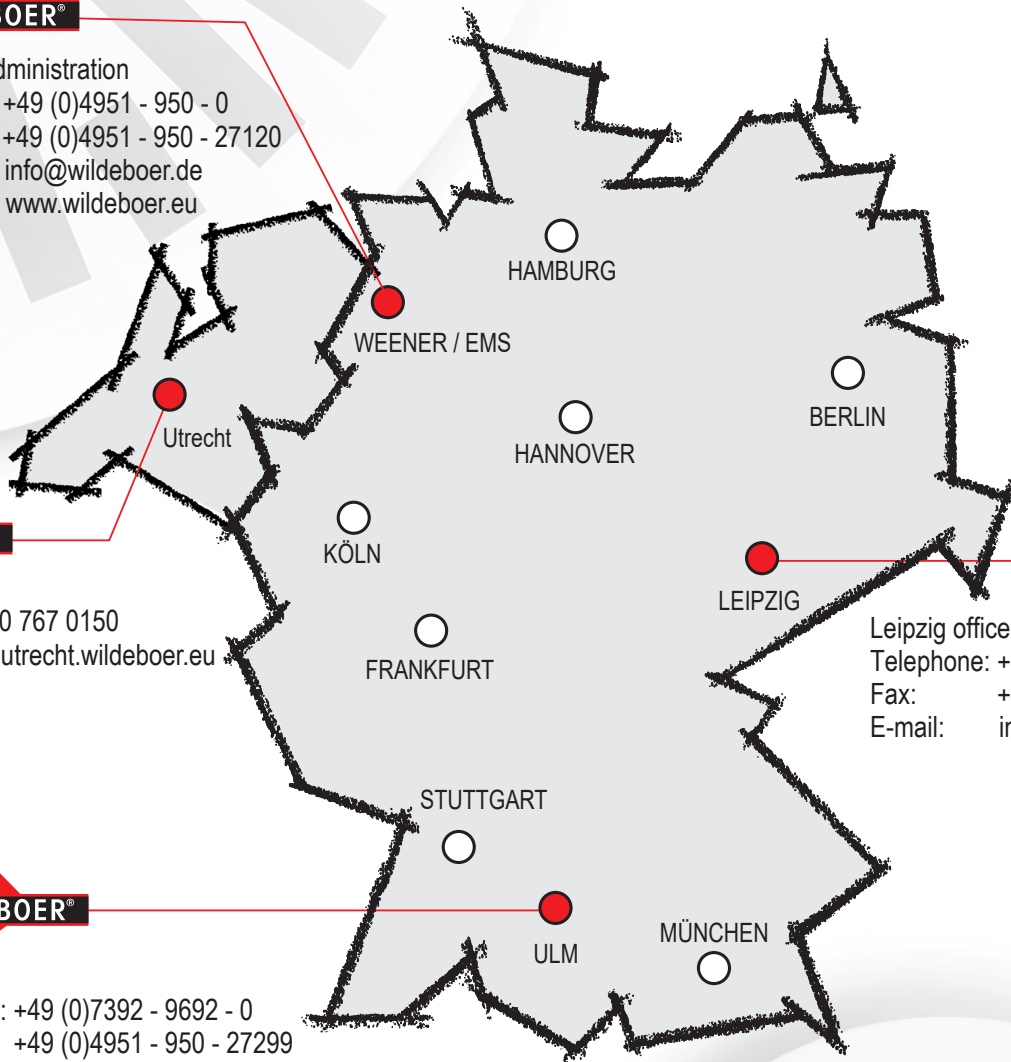 BOER®
+49 (0)4951 - 950 - 0
+49 (0)4951 - 950 - 27120
info@wildeboer.de
www.wildeboer.eu
HAMBURG
WEENER / EMS
BERLIN
Utrecht
HANNOVER
KÖLN
LEIPZIG
0 767 0150
utrecht.wildeboer.eu
FRANKFURT
Leipzig office
Telephone: +
Fax: +
E-mail:
STUTTGART
BOER®
ULM
MÜNCHEN
: +49 (0)7392 - 9692 - 0
+49 (0)4951 - 950 - 27299